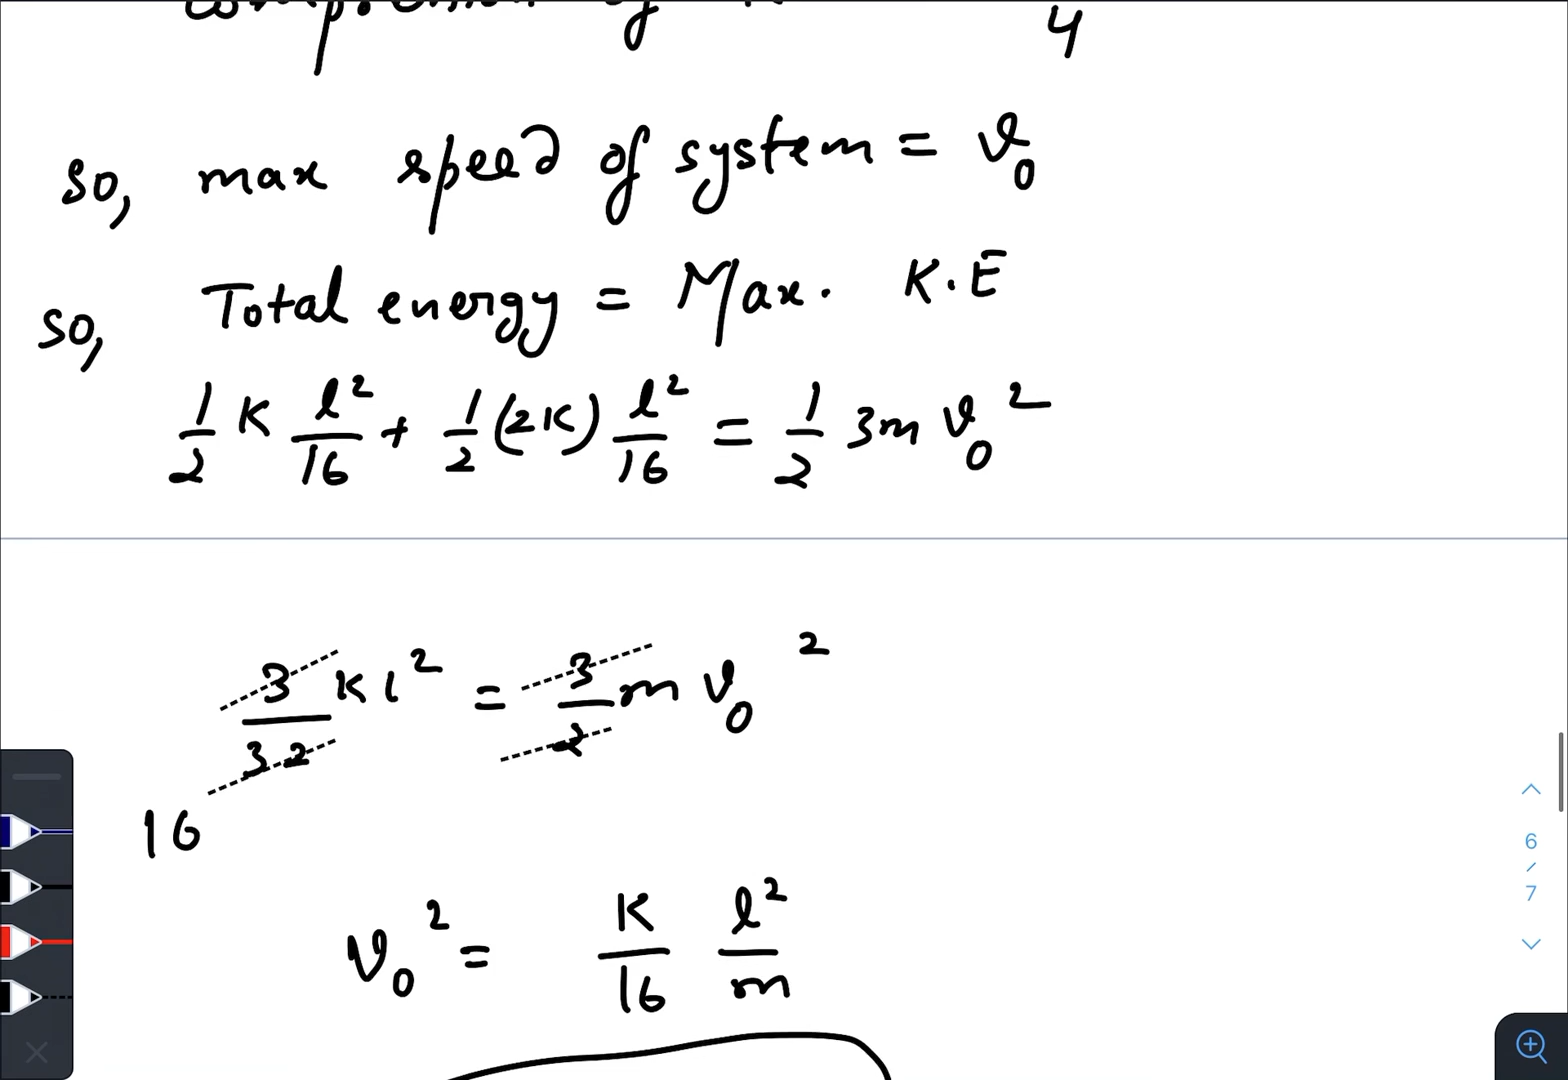 4
so, max speed of system = v₀
so, Total energy = Max. K.E
1/2 K l²/16 + 1/2 (2K) l²/16 = 1/2 3m v₀²
3/32 K l² = 3/2 m v₀²
16
v₀² = K/16 l²/m
6
/
7